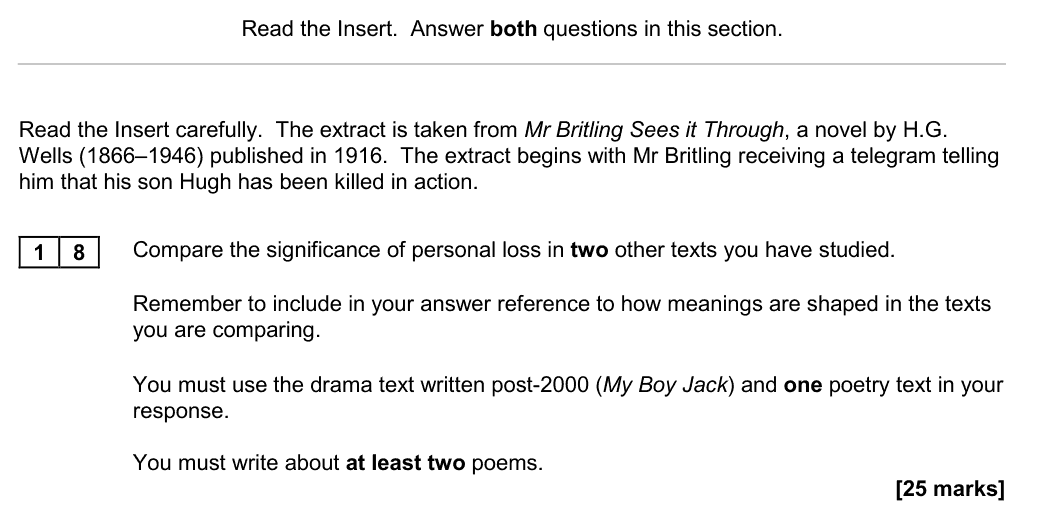 Read the Insert.  Answer both questions in this section.
Read the Insert carefully.  The extract is taken from Mr Britling Sees it Through, a novel by H.G.
Wells (1866–1946) published in 1916.  The extract begins with Mr Britling receiving a telegram telling
him that his son Hugh has been killed in action.
1 8 Compare the significance of personal loss in two other texts you have studied.
Remember to include in your answer reference to how meanings are shaped in the texts
you are comparing.
You must use the drama text written post-2000 (My Boy Jack) and one poetry text in your
response.
You must write about at least two poems.
[25 marks]